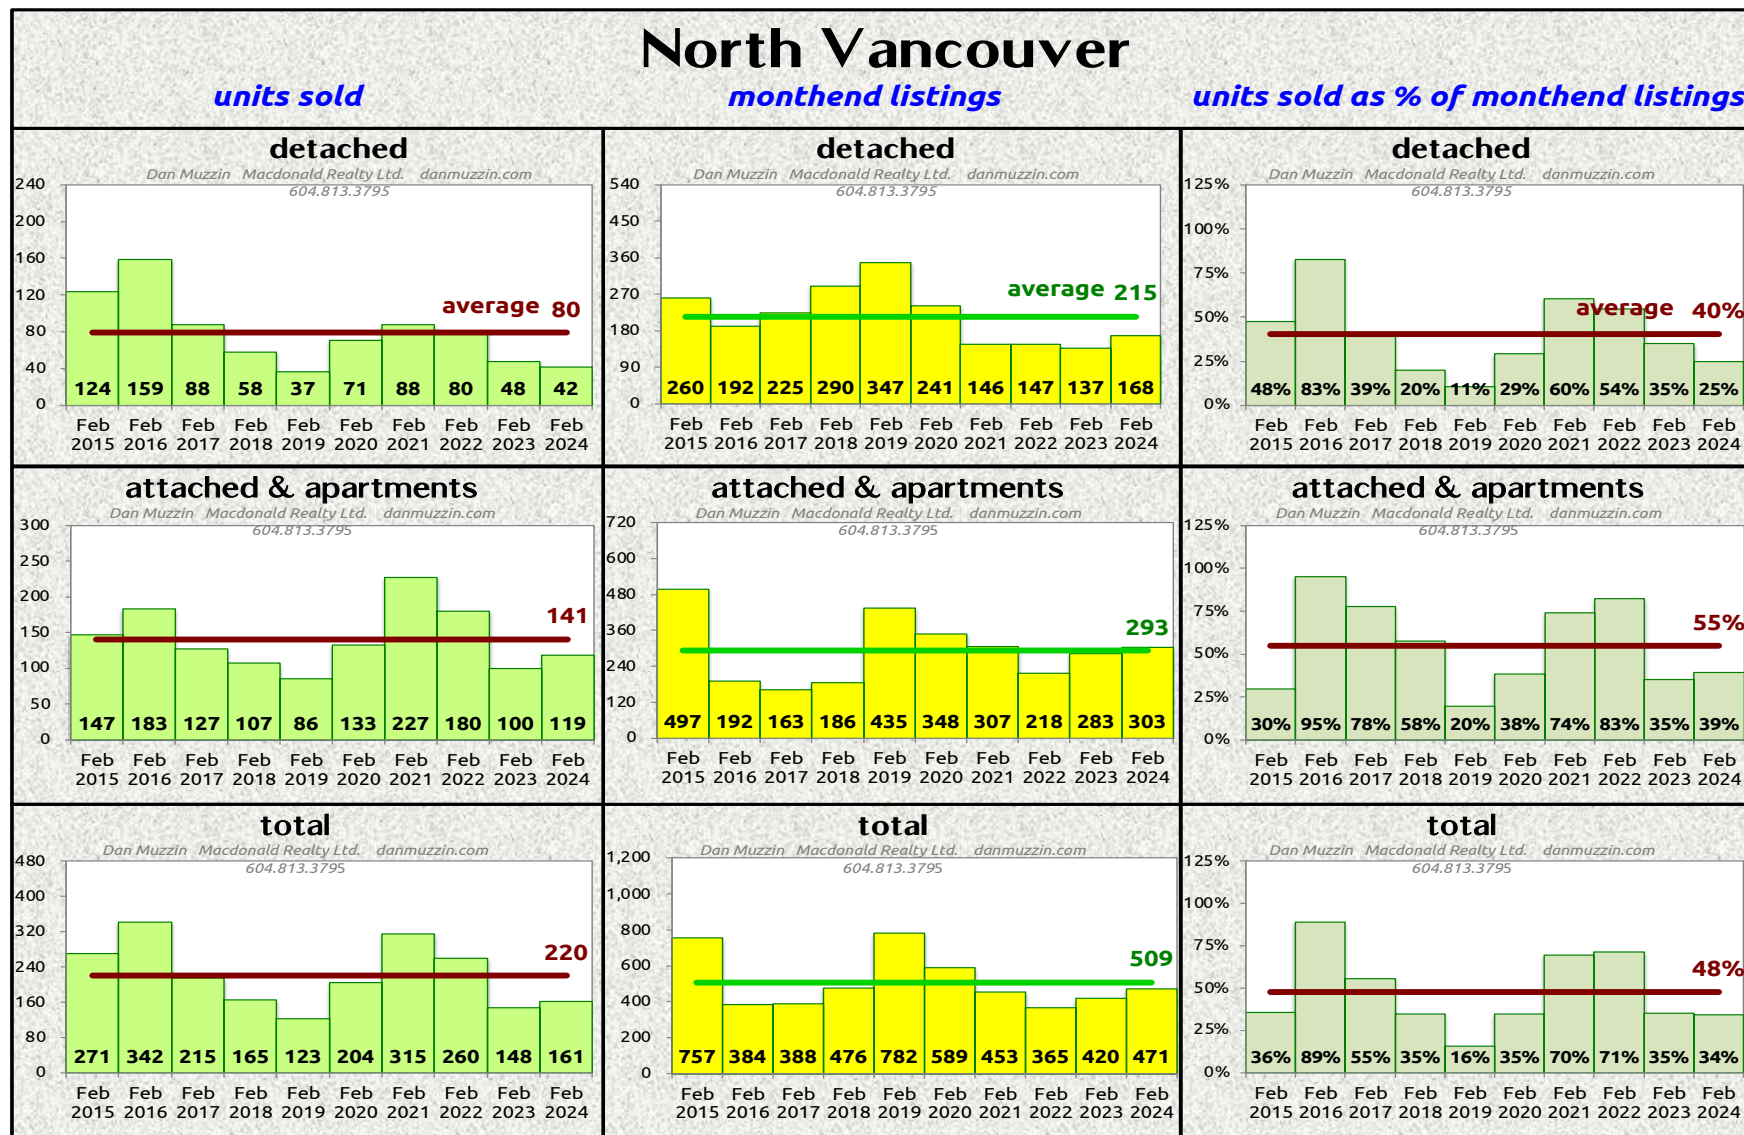 North Vancouver
units sold
monthend listings
units sold as % of monthend listings
detached
Dan Muzzin Macdonald Realty Ltd. danmuzzin.com
604.813.3795
240
200
160
120
80
40
0
average 80
124 159 88 58 37 71 88 80 48 42
Feb Feb Feb Feb Feb Feb Feb Feb Feb Feb
2015 2016 2017 2018 2019 2020 2021 2022 2023 2024
detached
Dan Muzzin Macdonald Realty Ltd. danmuzzin.com
604.813.3795
540
450
360
270
180
90
0
average 215
260 192 225 290 347 241 146 147 137 168
Feb Feb Feb Feb Feb Feb Feb Feb Feb Feb
2015 2016 2017 2018 2019 2020 2021 2022 2023 2024
detached
Dan Muzzin Macdonald Realty Ltd. danmuzzin.com
604.813.3795
125%
100%
75%
50%
25%
0%
average 40%
48% 83% 39% 20% 11% 29% 60% 54% 35% 25%
Feb Feb Feb Feb Feb Feb Feb Feb Feb Feb
2015 2016 2017 2018 2019 2020 2021 2022 2023 2024
attached & apartments
Dan Muzzin Macdonald Realty Ltd. danmuzzin.com
604.813.3795
300
250
200
150
100
50
0
141
147 183 127 107 86 133 227 180 100 119
Feb Feb Feb Feb Feb Feb Feb Feb Feb Feb
2015 2016 2017 2018 2019 2020 2021 2022 2023 2024
attached & apartments
Dan Muzzin Macdonald Realty Ltd. danmuzzin.com
604.813.3795
720
600
480
360
240
120
0
293
497 192 163 186 435 348 307 218 283 303
Feb Feb Feb Feb Feb Feb Feb Feb Feb Feb
2015 2016 2017 2018 2019 2020 2021 2022 2023 2024
attached & apartments
Dan Muzzin Macdonald Realty Ltd. danmuzzin.com
604.813.3795
125%
100%
75%
50%
25%
0%
55%
30% 95% 78% 58% 20% 38% 74% 83% 35% 39%
Feb Feb Feb Feb Feb Feb Feb Feb Feb Feb
2015 2016 2017 2018 2019 2020 2021 2022 2023 2024
total
Dan Muzzin Macdonald Realty Ltd. danmuzzin.com
604.813.3795
480
400
320
240
160
80
0
220
271 342 215 165 123 204 315 260 148 161
Feb Feb Feb Feb Feb Feb Feb Feb Feb Feb
2015 2016 2017 2018 2019 2020 2021 2022 2023 2024
total
Dan Muzzin Macdonald Realty Ltd. danmuzzin.com
604.813.3795
1,200
1,000
800
600
400
200
0
509
757 384 388 476 782 589 453 365 420 471
Feb Feb Feb Feb Feb Feb Feb Feb Feb Feb
2015 2016 2017 2018 2019 2020 2021 2022 2023 2024
total
Dan Muzzin Macdonald Realty Ltd. danmuzzin.com
604.813.3795
125%
100%
75%
50%
25%
0%
48%
36% 89% 55% 35% 16% 35% 70% 71% 35% 34%
Feb Feb Feb Feb Feb Feb Feb Feb Feb Feb
2015 2016 2017 2018 2019 2020 2021 2022 2023 2024